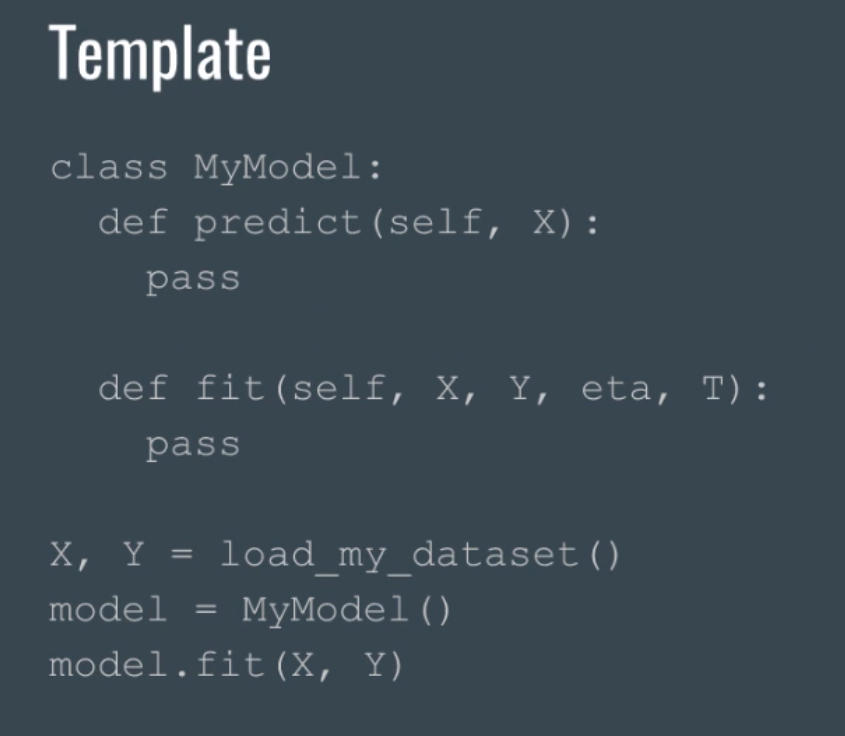 Template
class MyModel:
  def predict(self, X):
    pass
  def fit(self, X, Y, eta, T):
    pass
X, Y = load_my_dataset()
model = MyModel()
model.fit(X, Y)